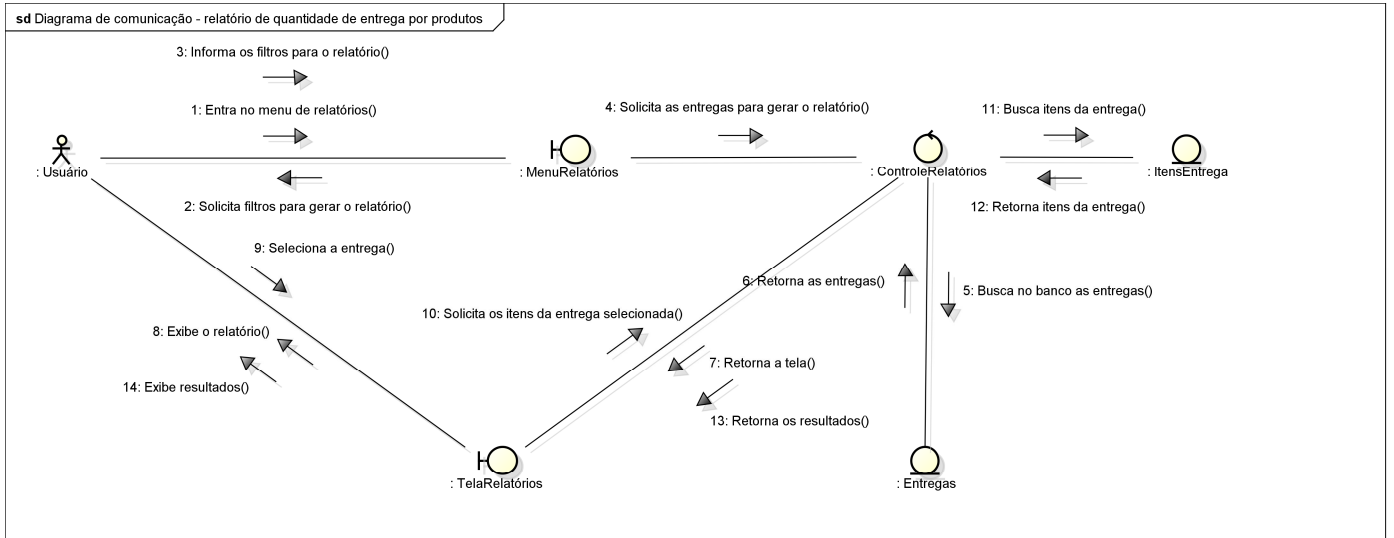 sd Diagrama de comunicação - relatório de quantidade de entrega por produtos
3: Informa os filtros para o relatório()
1: Entra no menu de relatórios()
4: Solicita as entregas para gerar o relatório()
11: Busca itens da entrega()
: Usuário
: MenuRelatórios
: ControleRelatórios
: ItensEntrega
2: Solicita filtros para gerar o relatório()
12: Retorna itens da entrega()
9: Seleciona a entrega()
6: Retorna as entregas()
5: Busca no banco as entregas()
10: Solicita os itens da entrega selecionada()
8: Exibe o relatório()
7: Retorna a tela()
14: Exibe resultados()
13: Retorna os resultados()
: TelaRelatórios
: Entregas